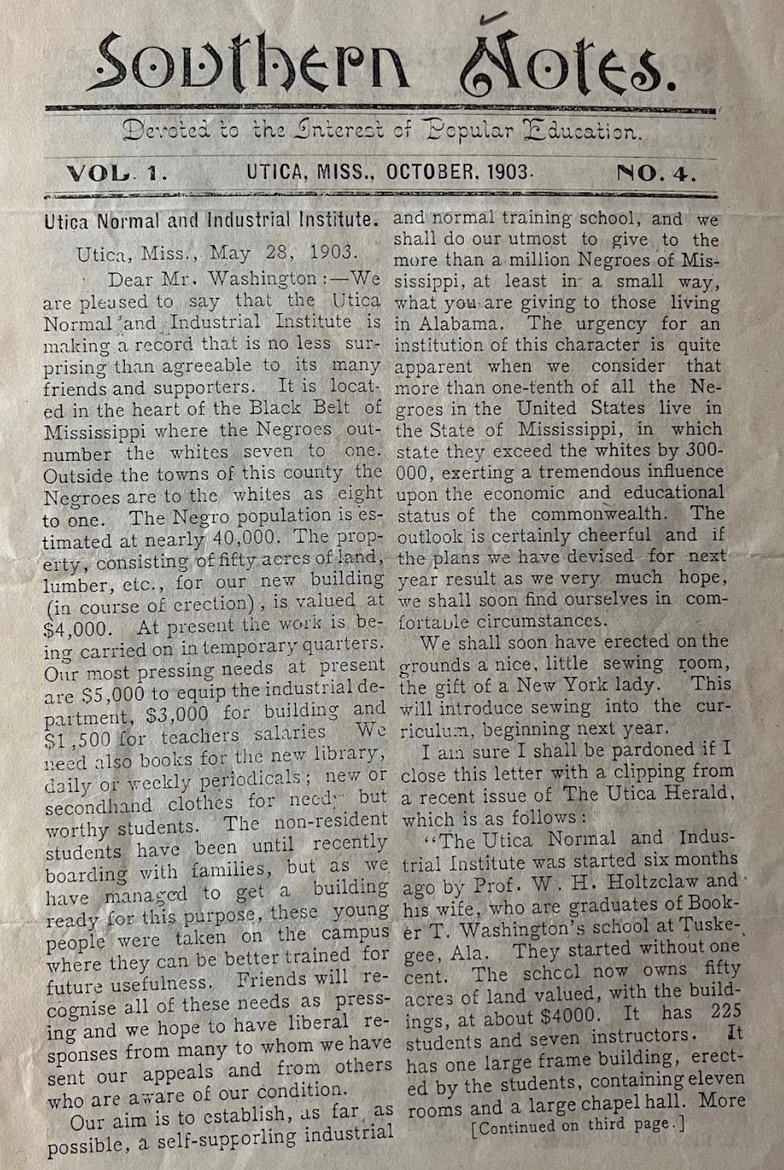 Southern Notes.
Devoted to the Interest of Popular Education.
VOL. 1. UTICA, MISS., OCTOBER, 1903. NO. 4.
Utica Normal and Industrial Institute.
Utica, Miss., May 28, 1903.
Dear Mr. Washington:—We
are pleased to say that the Utica
Normal and Industrial Institute is
making a record that is no less sur-
prising than agreeable to its many
friends and supporters. It is locat-
ed in the heart of the Black Belt of
Mississippi where the Negroes out-
number the whites seven to one.
Outside the towns of this county the
Negroes are to the whites as eight
to one. The Negro population is es-
timated at nearly 40,000. The prop-
erty, consisting of fifty acres of land,
lumber, etc., for our new building
(in course of erection), is valued at
$4,000. At present the work is be-
ing carried on in temporary quarters.
Our most pressing needs at present
are $5,000 to equip the industrial de-
partment, $3,000 for building and
$1,500 for teachers salaries We
need also books for the new library,
daily or weekly periodicals; new or
secondhand clothes for needy but
worthy students. The non-resident
students have been until recently
boarding with families, but as we
have managed to get a building
ready for this purpose, these young
people were taken on the campus
where they can be better trained for
future usefulness. Friends will re-
cognise all of these needs as press-
ing and we hope to have liberal re-
sponses from many to whom we have
sent our appeals and from others
who are aware of our condition.
Our aim is to establish, as far as
possible, a self-supporling industrial
and normal training school, and we
shall do our utmost to give to the
more than a million Negroes of Mis-
sissippi, at least in a small way,
what you are giving to those living
in Alabama. The urgency for an
institution of this character is quite
apparent when we consider that
more than one-tenth of all the Ne-
groes in the United States live in
the State of Mississippi, in which
state they exceed the whites by 300-
000, exerting a tremendous influence
upon the economic and educational
status of the commonwealth. The
outlook is certainly cheerful and if
the plans we have devised for next
year result as we very much hope,
we shall soon find ourselves in com-
fortable circumstances.
We shall soon have erected on the
grounds a nice, little sewing room,
the gift of a New York lady. This
will introduce sewing into the cur-
riculum, beginning next year.
I am sure I shall be pardoned if I
close this letter with a clipping from
a recent issue of The Utica Herald,
which is as follows:
“The Utica Normal and Indus-
trial Institute was started six months
ago by Prof. W. H. Holtzclaw and
his wife, who are graduates of Book-
er T. Washington's school at Tuske-
gee, Ala. They started without one
cent. The school now owns fifty
acres of land valued, with the build-
ings, at about $4000. It has 225
students and seven instructors. It
has one large frame building, erect-
ed by the students, containing eleven
rooms and a large chapel hall. More
[Continued on third page.]